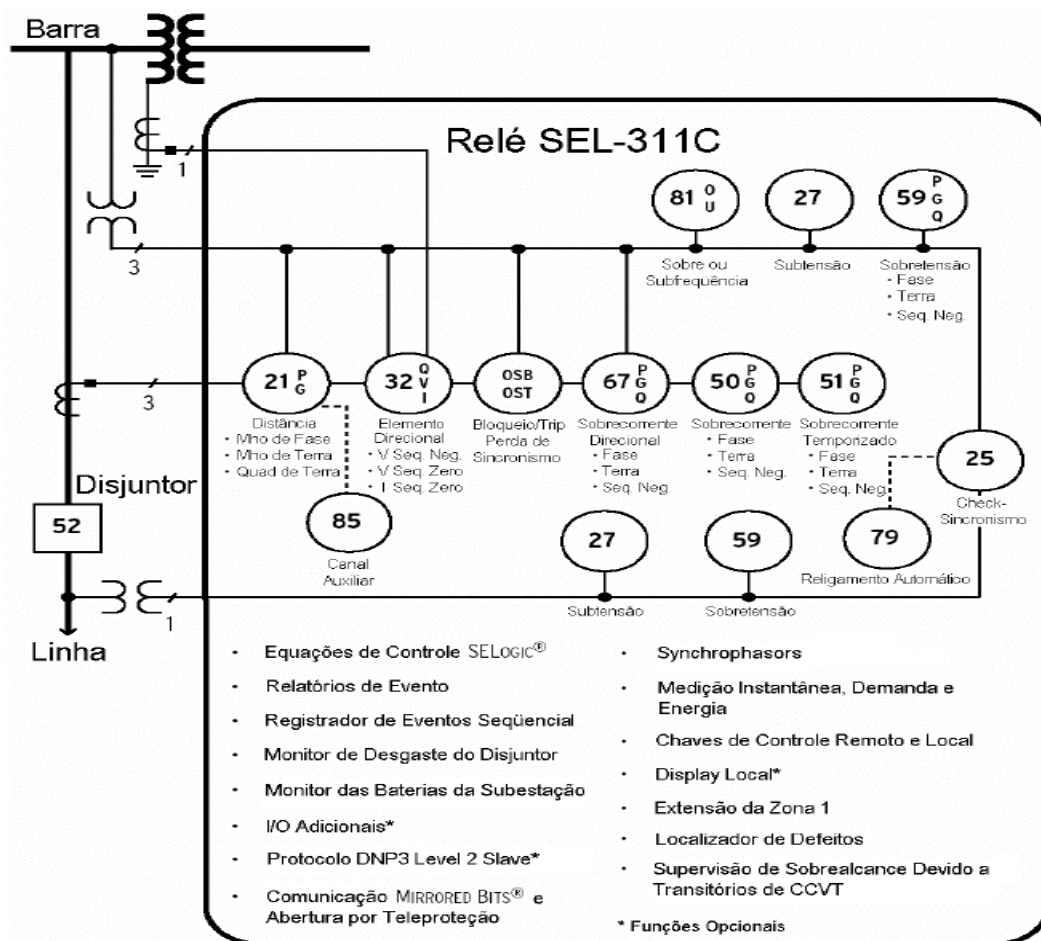 Barra
Relé SEL-311C
1
81 O U
27
59 P G Q
3
Sobre ou
Subfreqüência
Subtensão
Sobretensão
• Fase
• Terra
• Seq. Neg.
21 P G
32 Q V I
OSB
OST
67 P G Q
50 P G Q
51 P G Q
3
Distância
• Mho de Fase
• Mho de Terra
• Quad de Terra
Elemento
Direcional
• V Seq. Neg.
• V Seq. Zero
• I Seq. Zero
Bloqueio/Trip
Perda de
Sincronismo
Sobrecorrente
Direcional
• Fase
• Terra
• Seq. Neg.
Sobrecorrente
• Fase
• Terra
• Seq. Neg.
Sobrecorrente
Temporizado
• Fase
• Terra
• Seq. Neg.
25
Check-
Sincronismo
Disjuntor
52
85
Canal
Auxiliar
27
Subtensão
59
Sobretensão
79
Religamento Automático
1
Linha
• Equações de Controle SELOGIC®
• Relatórios de Evento
• Registrador de Eventos Seqüencial
• Monitor de Desgaste do Disjuntor
• Monitor das Baterias da Subestação
• I/O Adicionais*
• Protocolo DNP3 Level 2 Slave*
• Comunicação MIRRORED BITS® e
Abertura por Teleproteção
• Synchrophasors
• Medição Instantânea, Demanda e
Energia
• Chaves de Controle Remoto e Local
• Display Local*
• Extensão da Zona 1
• Localizador de Defeitos
• Supervisão de Sobrealcance Devido a
Transitórios de CCVT
* Funções Opcionais